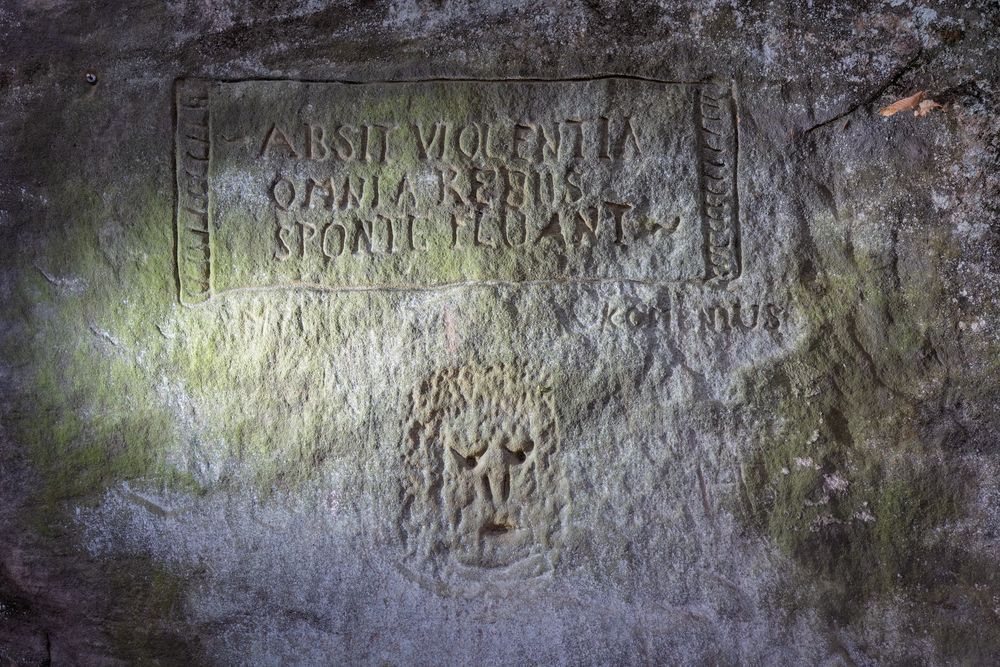 ABSIT VIOLENTIA
OMNIA REBUS
SPONTE FLUANT ~
KOMENIUS